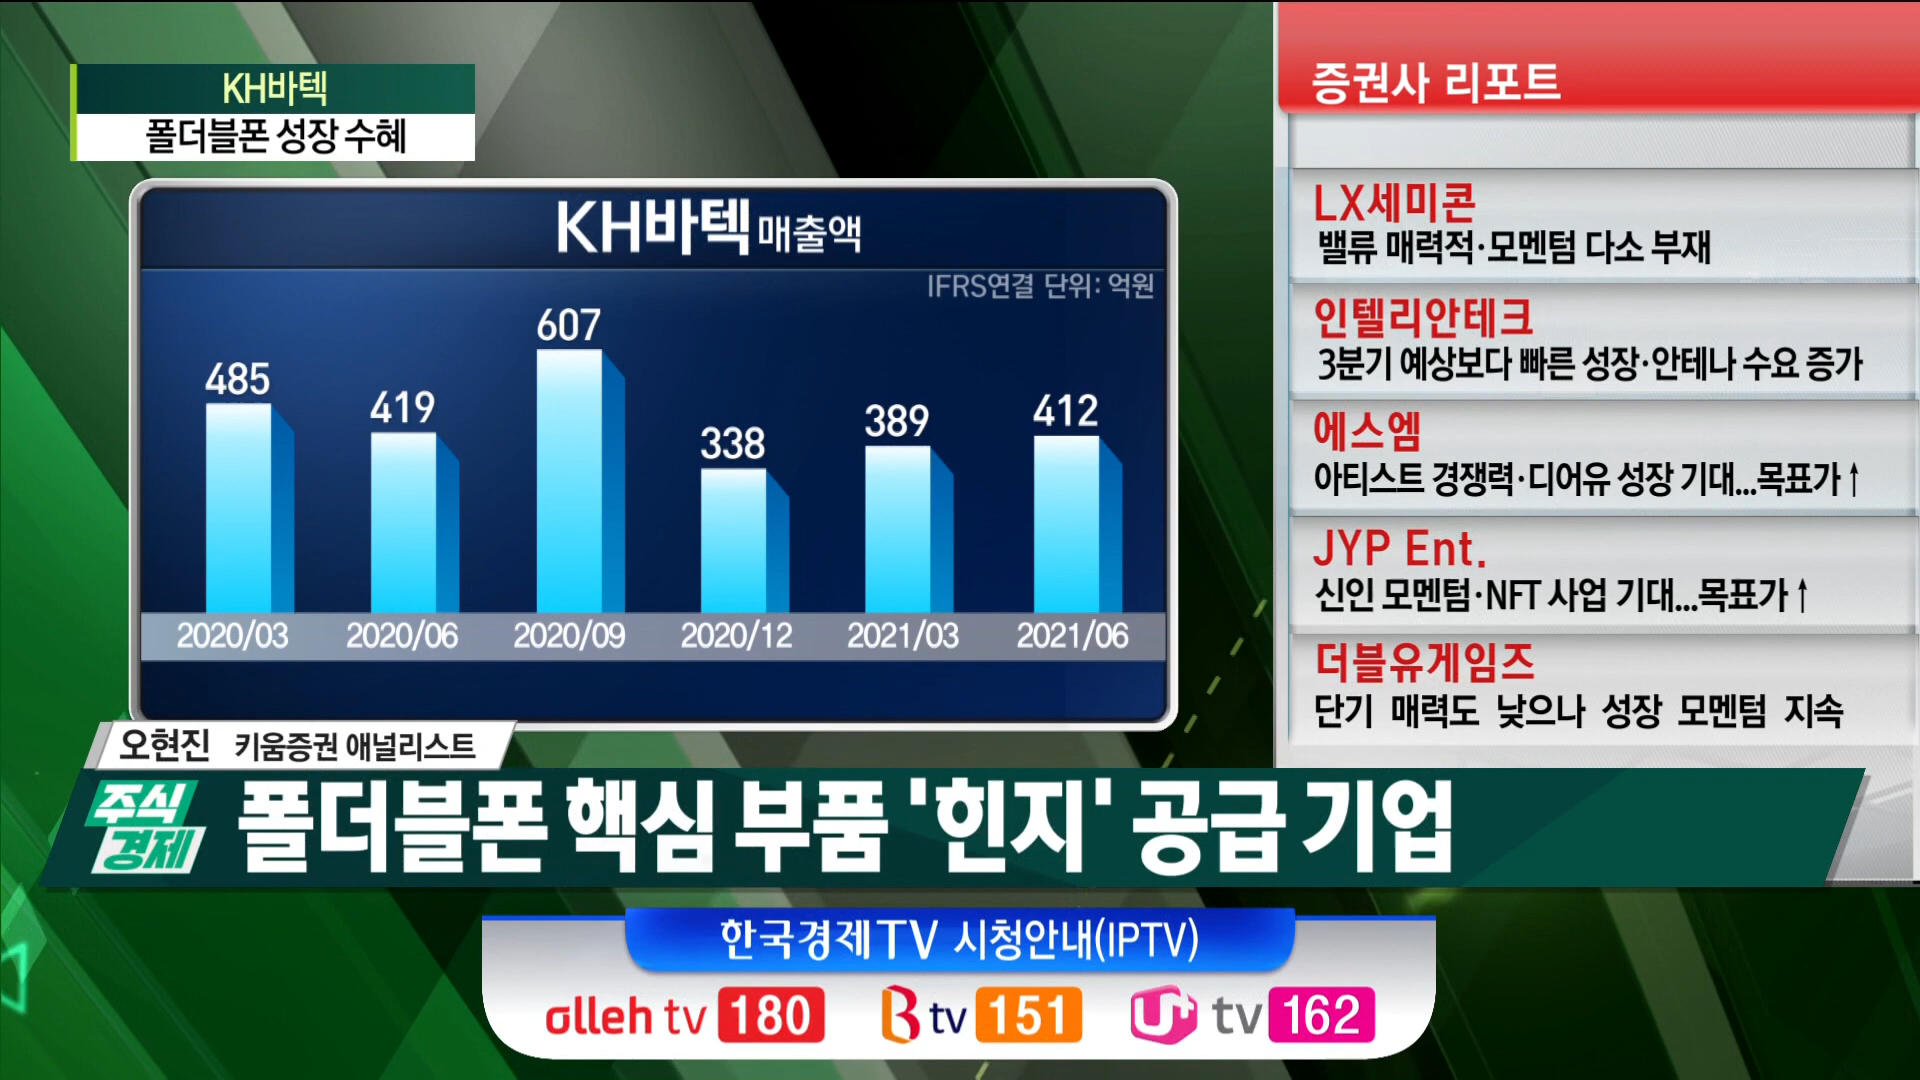 KH바텍
폴더블폰 성장 수혜
KH바텍 매출액
IFRS연결 단위: 억원
485
419
607
338
389
412
2020/03
2020/06
2020/09
2020/12
2021/03
2021/06
증권사 리포트
LX세미콘
밸류 매력적·모멘텀 다소 부재
인텔리안테크
3분기 예상보다 빠른 성장·안테나 수요 증가
에스엠
아티스트 경쟁력·디어유 성장 기대...목표가↑
JYP Ent.
신인 모멘텀·NFT 사업 기대...목표가↑
더블유게임즈
단기 매력도 낮으나 성장 모멘텀 지속
오현진 키움증권 애널리스트
주식
경제
폴더블폰 핵심 부품 '힌지' 공급 기업
한국경제TV 시청안내(IPTV)
olleh tv 180
B tv 151
U+ tv 162